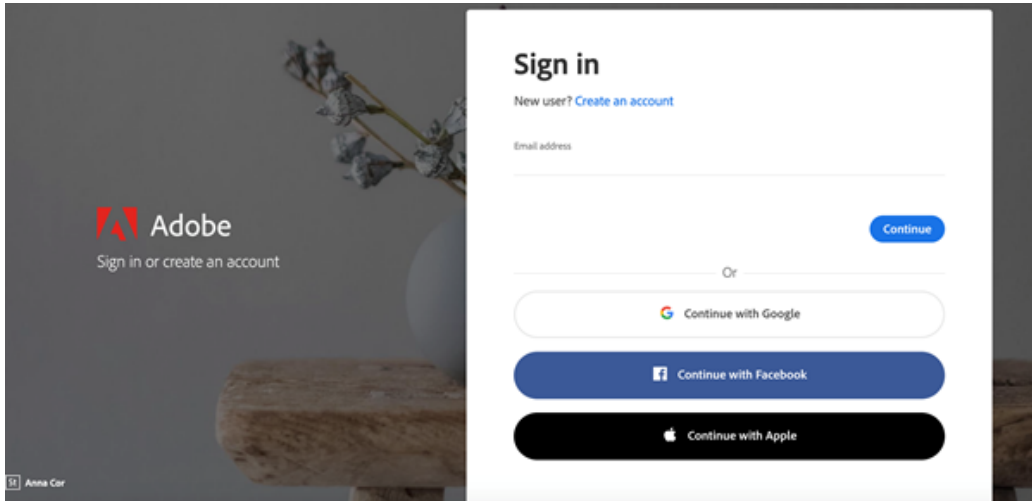 Adobe
Sign in or create an account
St Anna Cor
Sign in
New user? Create an account
Email address
Continue
Or
Continue with Google
Continue with Facebook
Continue with Apple